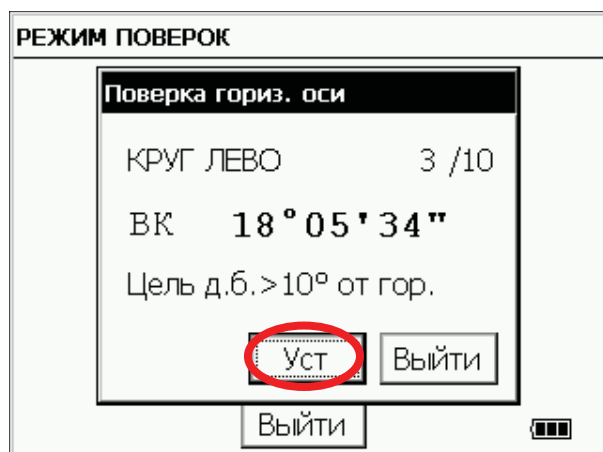 РЕЖИМ ПОВЕРОК
Поверка гориз. оси
КРУГ ЛЕВО 3 /10
ВК 18°05'34"
Цель д.б.>10° от гор.
Уст Выйти
Выйти